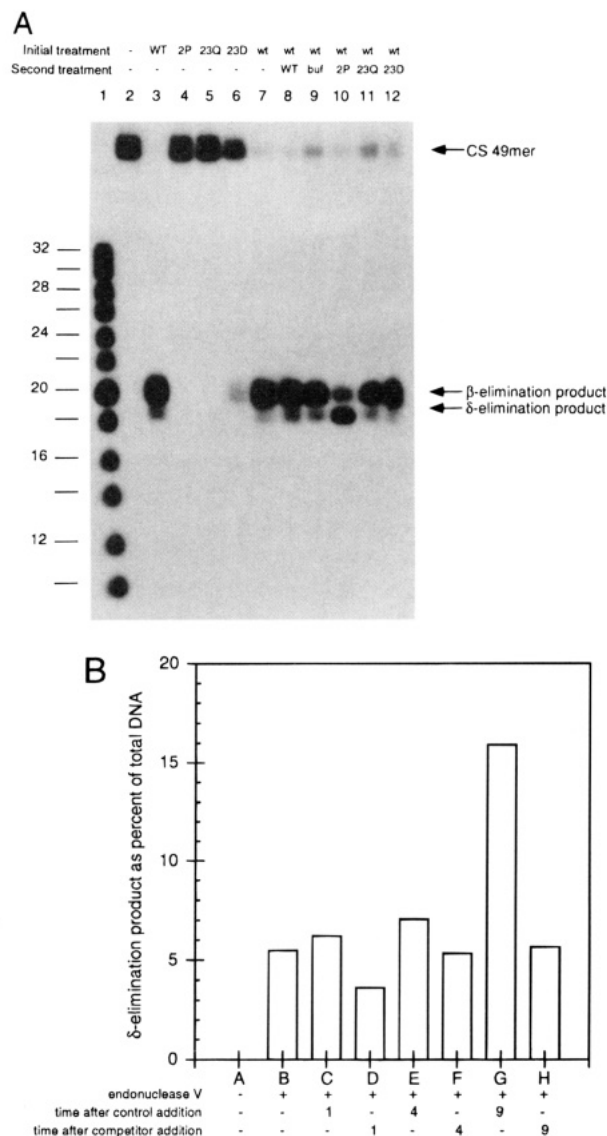 A
Initial treatment - WT 2P 23Q 23D wt wt wt wt wt wt
Second treatment - - - - - - WT buf 2P 23Q 23D
1 2 3 4 5 6 7 8 9 10 11 12
CS 49mer
32
28
24
20
β-elimination product
δ-elimination product
16
12
B
δ-elimination product as percent of total DNA
20
15
10
5
0
A B C D E F G H
endonuclease V - + + + + + + +
time after control addition - - 1 - 4 - 9 -
time after competitor addition - - - 1 - 4 - 9